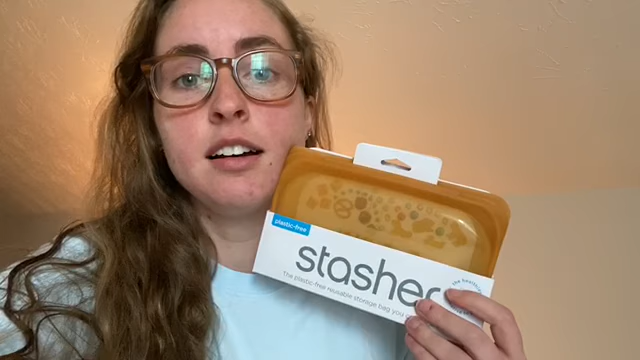 plastic-free
stasher
The plastic-free reusable storage bag you